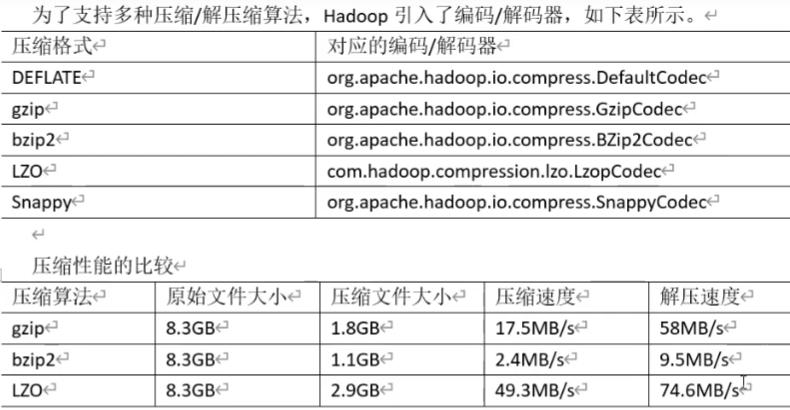 为了支持多种压缩/解压缩算法，Hadoop 引入了编码/解码器，如下表所示。
压缩格式 对应的编码/解码器
DEFLATE org.apache.hadoop.io.compress.DefaultCodec
gzip org.apache.hadoop.io.compress.GzipCodec
bzip2 org.apache.hadoop.io.compress.BZip2Codec
LZO com.hadoop.compression.lzo.LzopCodec
Snappy org.apache.hadoop.io.compress.SnappyCodec
压缩性能的比较
压缩算法 原始文件大小 压缩文件大小 压缩速度 解压速度
gzip 8.3GB 1.8GB 17.5MB/s 58MB/s
bzip2 8.3GB 1.1GB 2.4MB/s 9.5MB/s
LZO 8.3GB 2.9GB 49.3MB/s 74.6MB/s